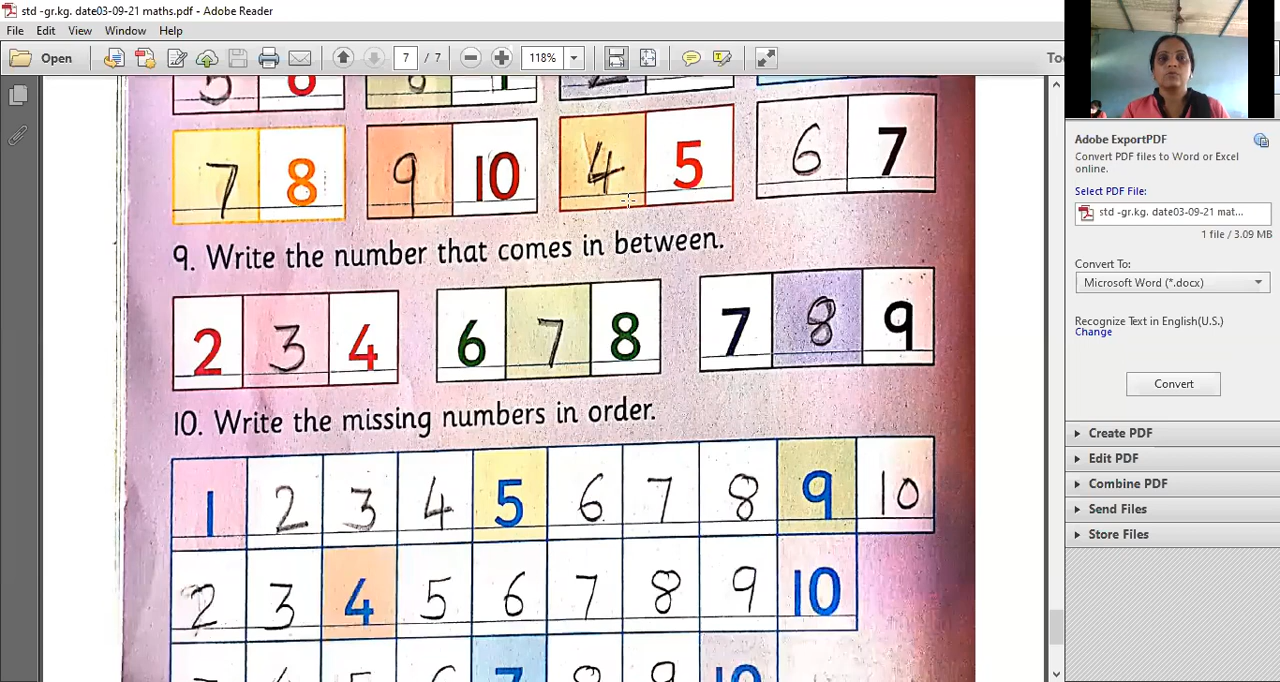 std -gr.kg. date03-09-21 maths.pdf - Adobe Reader
File Edit View Window Help
Open 7 / 7 118%
7 8 9 10 4 5 6 7
9. Write the number that comes in between.
2 3 4 6 7 8 7 8 9
10. Write the missing numbers in order.
1 2 3 4 5 6 7 8 9 10
2 3 4 5 6 7 8 9 10
Adobe ExportPDF
Convert PDF files to Word or Excel
online.
Select PDF File:
std -gr.kg. date03-09-21 mat...
1 file / 3.09 MB
Convert To:
Microsoft Word (*.docx)
Recognize Text in English(U.S.)
Change
Convert
Create PDF
Edit PDF
Combine PDF
Send Files
Store Files